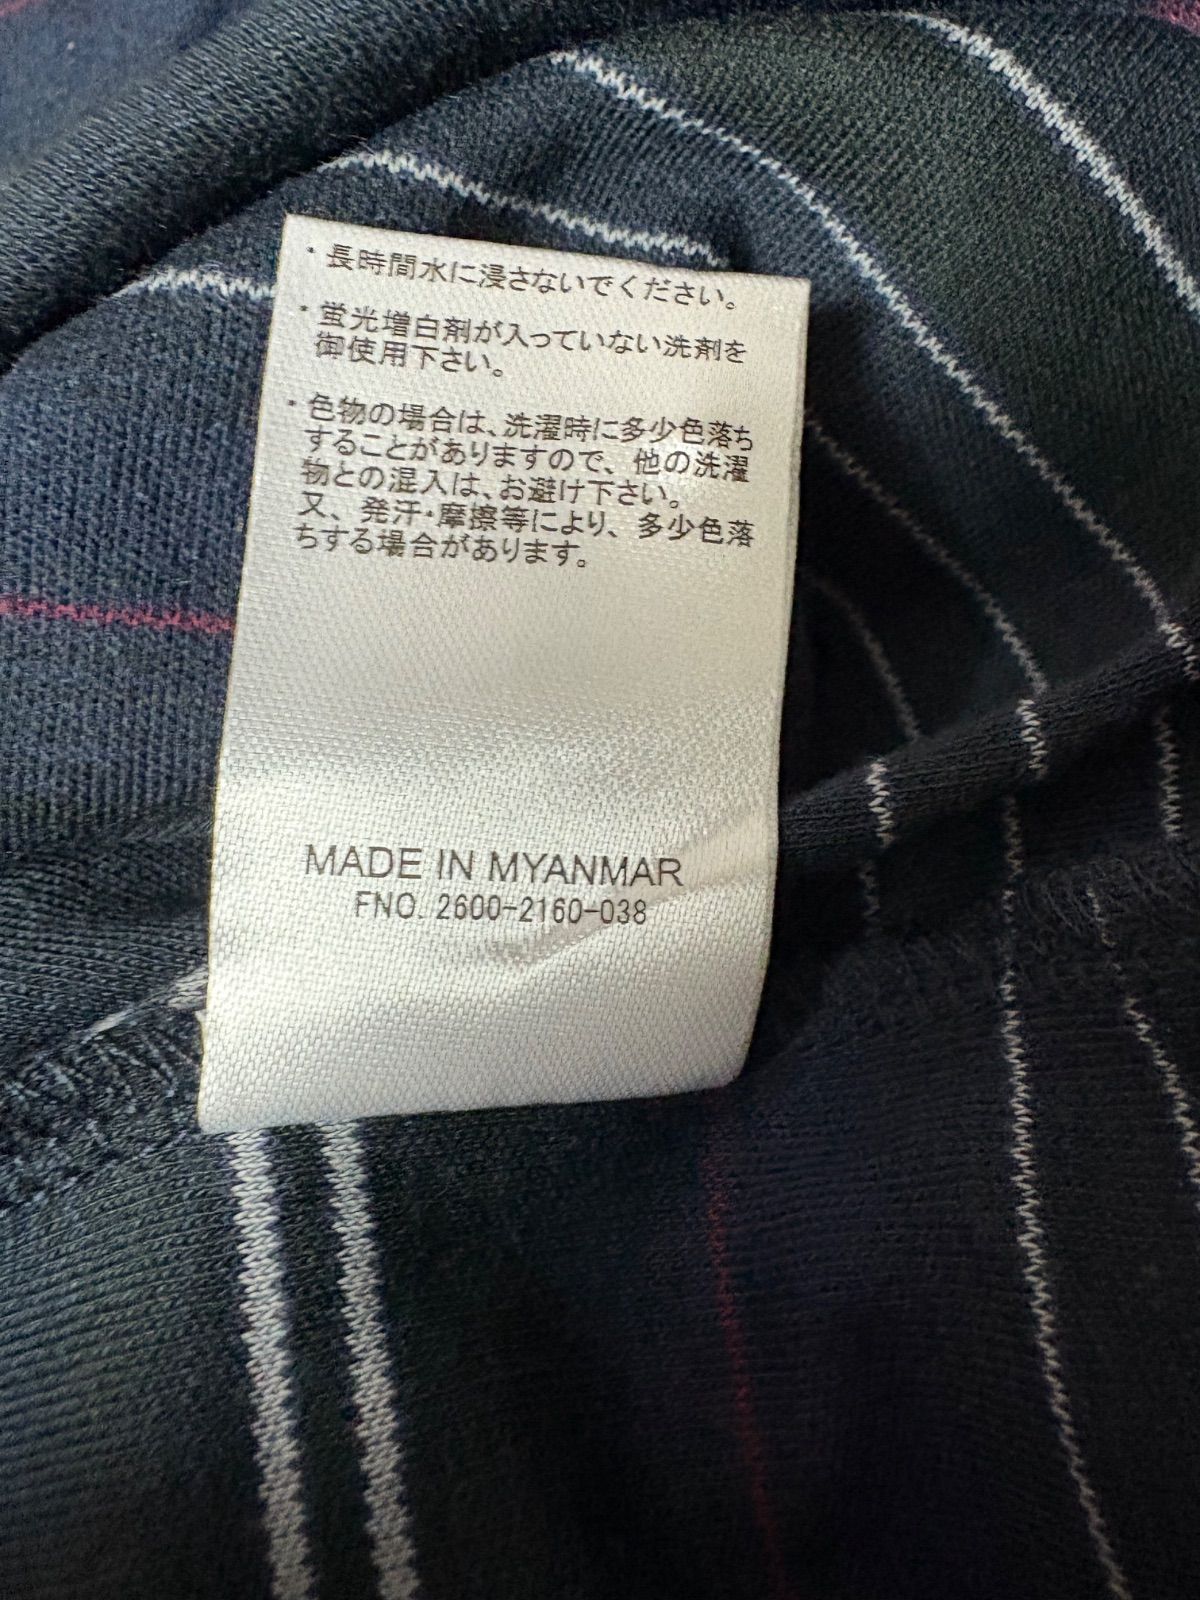 ・長時間水に浸さないでください。
・蛍光増白剤が入っていない洗剤を
御使用下さい。
・色物の場合は、洗濯時に多少色落ち
することがありますので、他の洗濯
物との混入は、お避け下さい。
又、発汗・摩擦等により、多少色落
ちする場合があります。
MADE IN MYANMAR
FNO. 2600-2160-038